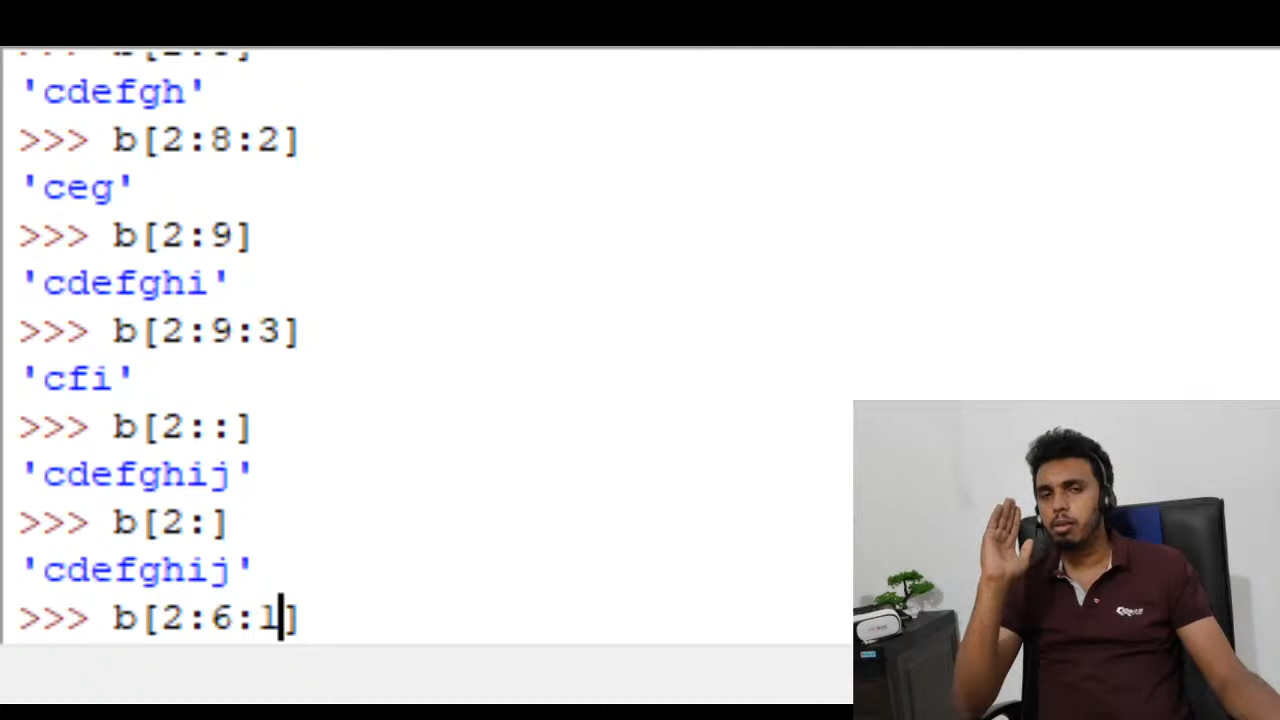 'cdefgh'
>>> b[2:8:2]
'ceg'
>>> b[2:9]
'cdefghi'
>>> b[2:9:3]
'cfi'
>>> b[2::]
'cdefghij'
>>> b[2:]
'cdefghij'
>>> b[2:6:1]